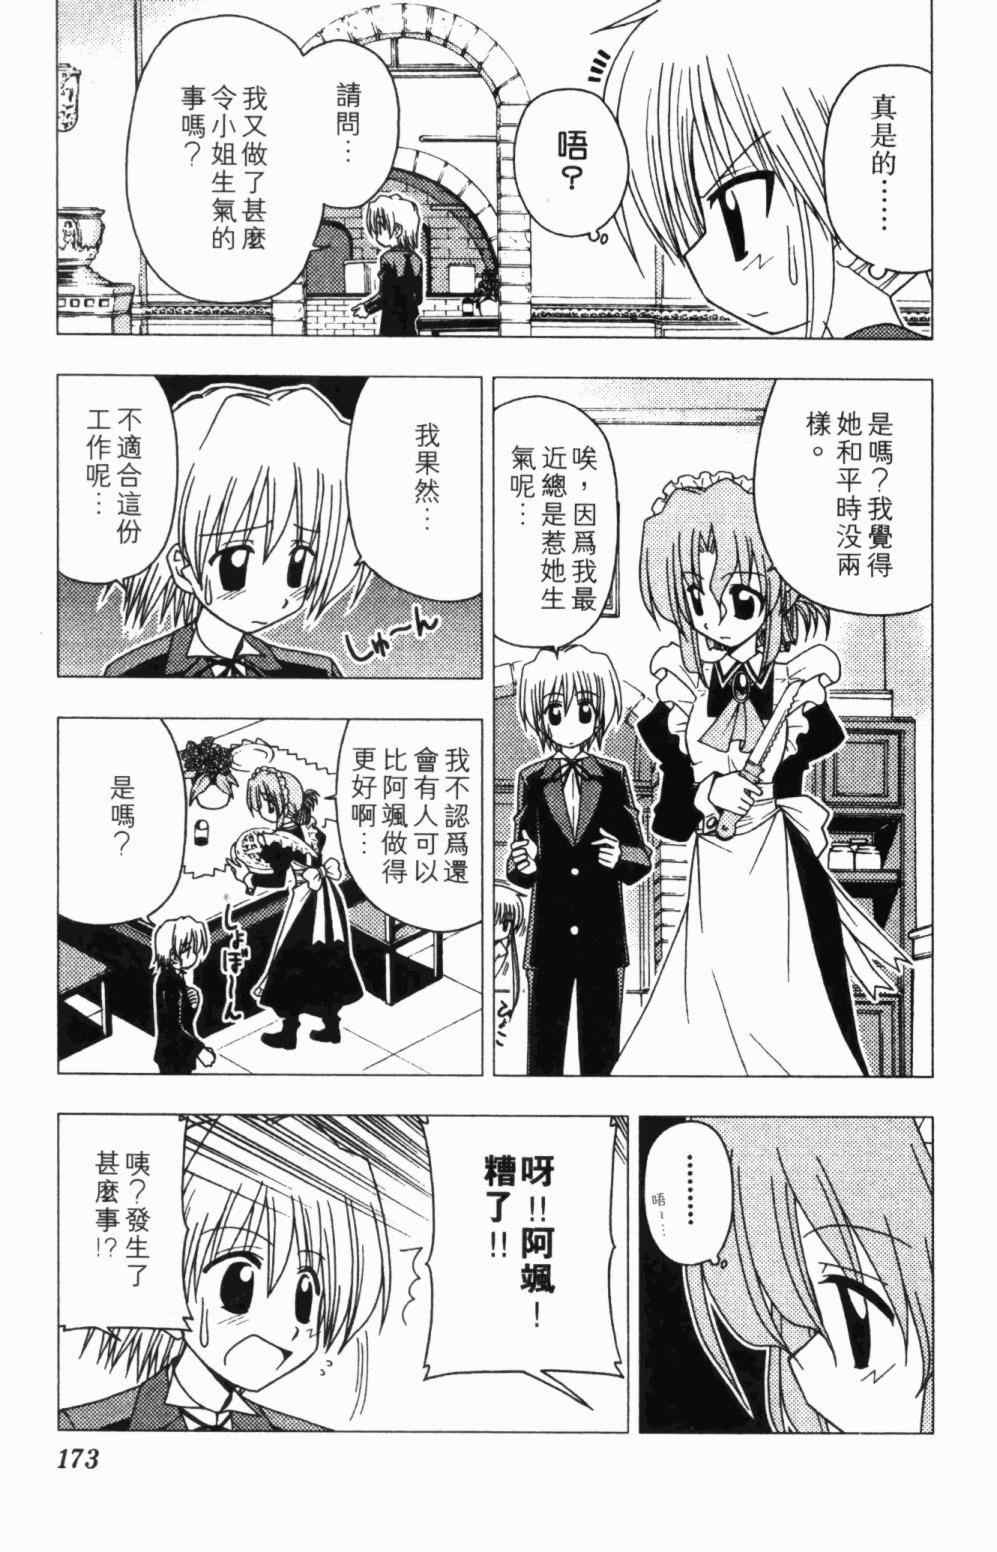 真是的……
唔?
請問…
我又做了甚麼
令小姐生氣的
事嗎?
是嗎?我覺得
她和平時没兩
樣。
唉,因爲我最
近總是惹她生
氣呢…
我果然…
不適合這份
工作呢…
しゅ〜ん
我不認爲還
會有人可以
比阿颯做得
更好啊…
是嗎?
しょぼ〜ん
………
唔…
呀!!阿颯!
糟了!!
咦?發生了
甚麼事!?
173